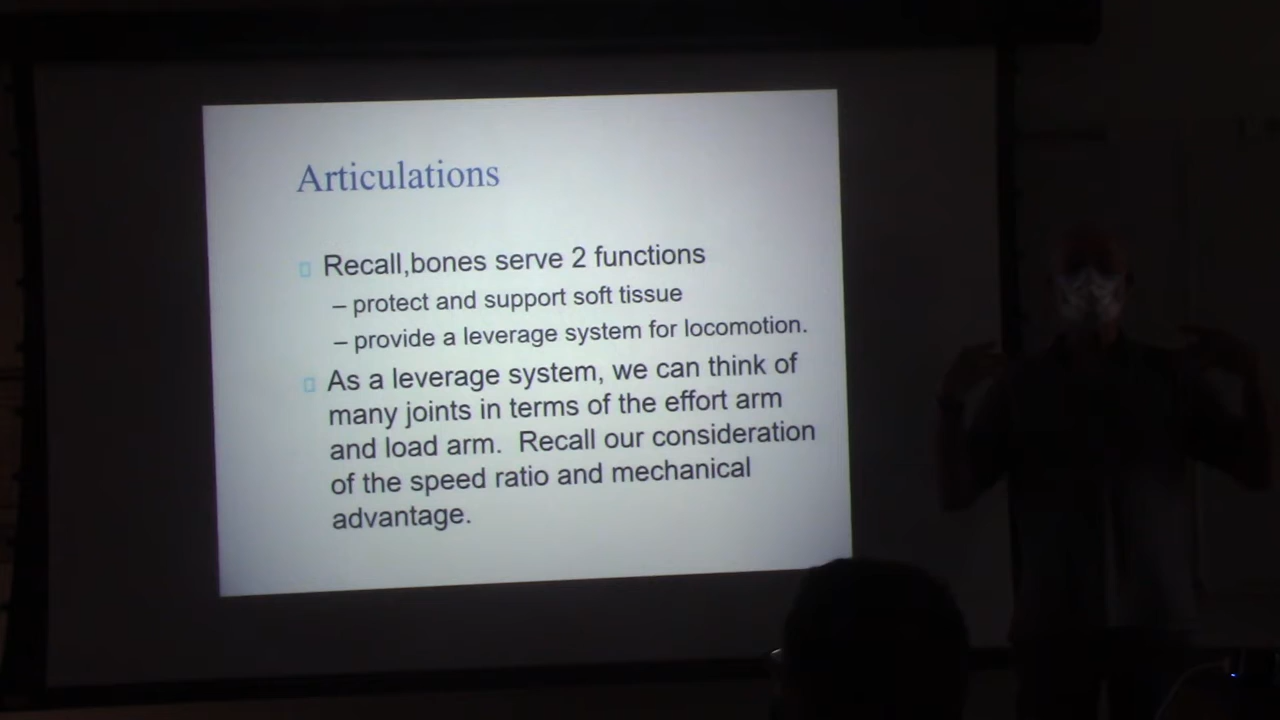 Articulations
Recall,bones serve 2 functions
– protect and support soft tissue
– provide a leverage system for locomotion.
As a leverage system, we can think of
many joints in terms of the effort arm
and load arm.  Recall our consideration
of the speed ratio and mechanical
advantage.